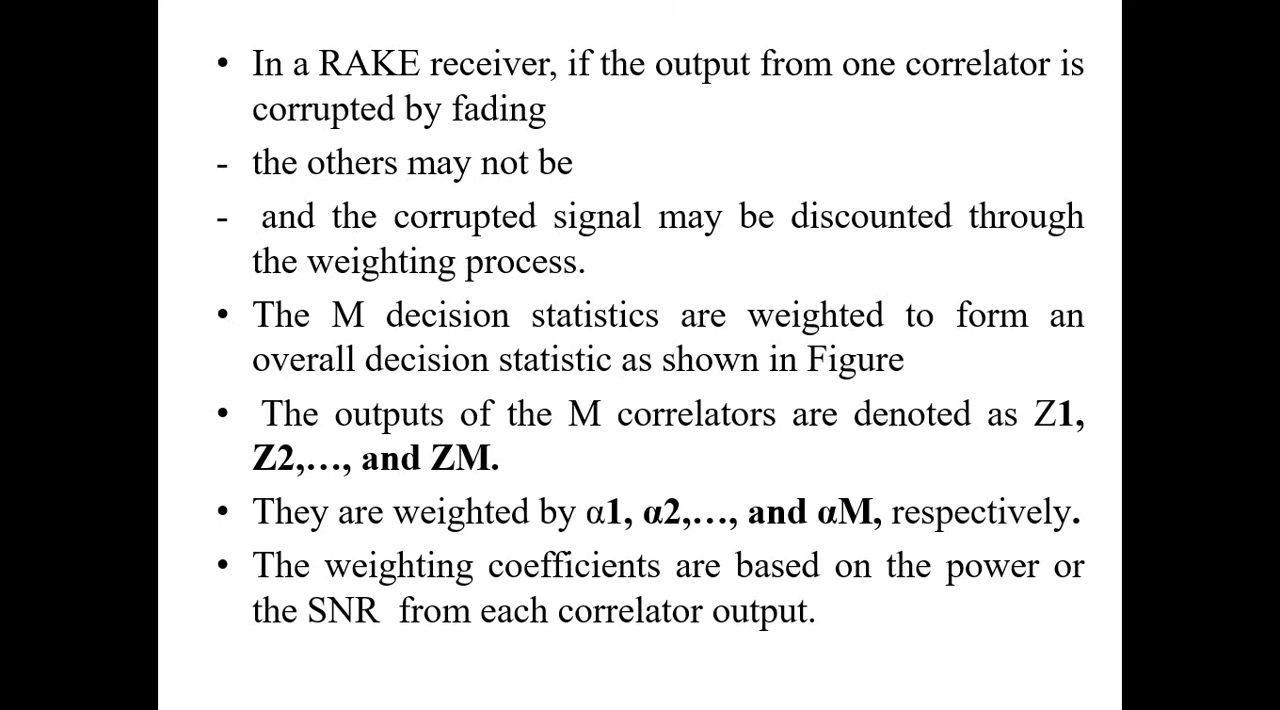 • In a RAKE receiver, if the output from one correlator is
corrupted by fading
- the others may not be
- and the corrupted signal may be discounted through
the weighting process.
• The M decision statistics are weighted to form an
overall decision statistic as shown in Figure
• The outputs of the M correlators are denoted as Z1,
Z2,…, and ZM.
• They are weighted by α1, α2,…, and αM, respectively.
• The weighting coefficients are based on the power or
the SNR from each correlator output.